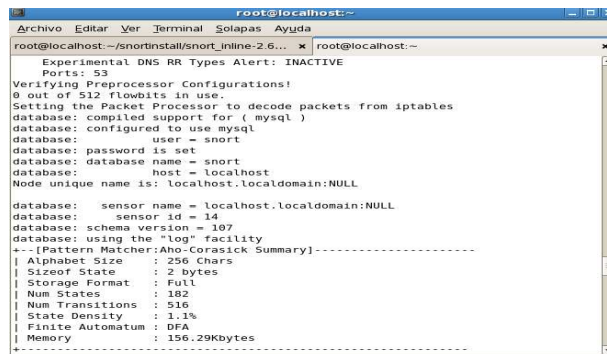 root@localhost:~
Archivo Editar Ver Terminal Solapas Ayuda
root@localhost:~/snortinstall/snort_inline-2.6... × root@localhost:~ ×
Experimental DNS RR Types Alert: INACTIVE
Ports: 53
Verifying Preprocessor Configurations!
0 out of 512 flowbits in use.
Setting the Packet Processor to decode packets from iptables
database: compiled support for ( mysql )
database: configured to use mysql
database: user = snort
database: password is set
database: database name = snort
database: host = localhost
Node unique name is: localhost.localdomain:NULL
database: sensor name = localhost.localdomain:NULL
database: sensor id = 14
database: schema version = 107
database: using the "log" facility
+--[Pattern Matcher:Aho-Corasick Summary]----------------------
| Alphabet Size : 256 Chars
| Sizeof State : 2 bytes
| Storage Format : Full
| Num States : 182
| Num Transitions : 516
| State Density : 1.1%
| Finite Automatum : DFA
| Memory : 156.29Kbytes
+-------------------------------------------------------------